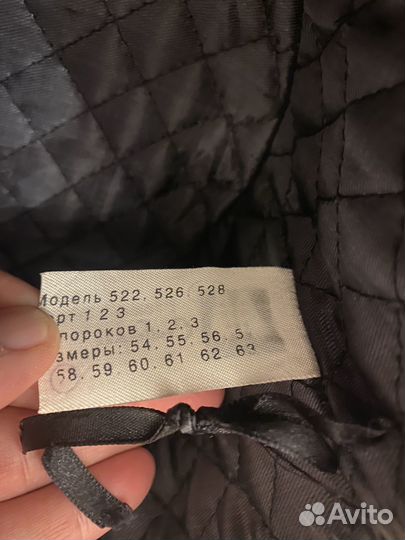 Модель 522. 526. 528
1 2 3
пороков 1. 2. 3
змеры: 54. 55. 56. 5
58. 59 60. 61 62 63
Avito